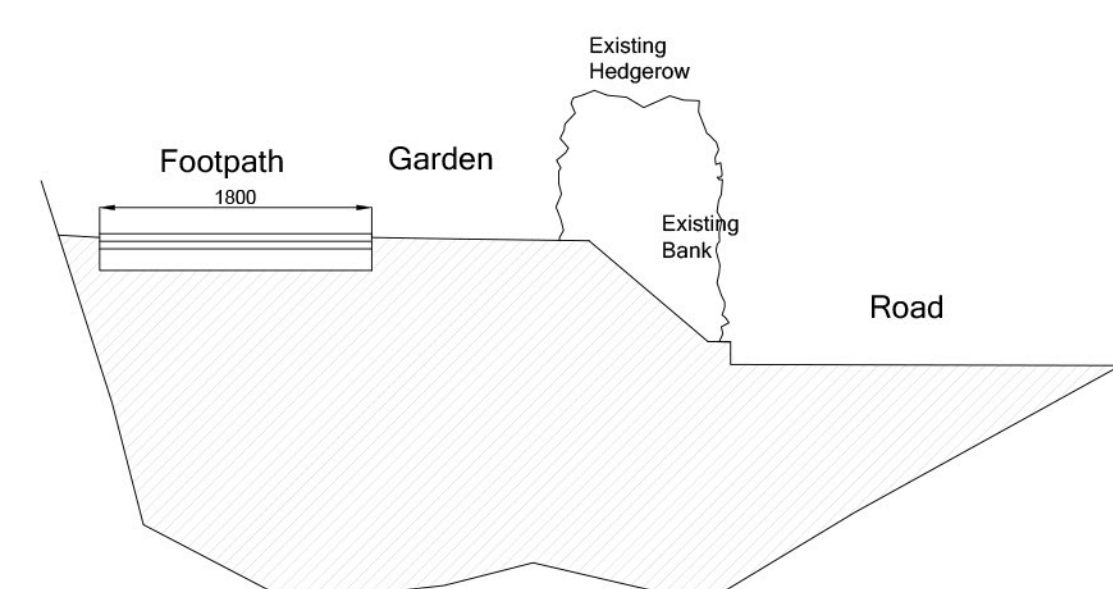 Existing
Hedgerow
Footpath
Garden
1800
Existing
Bank
Road